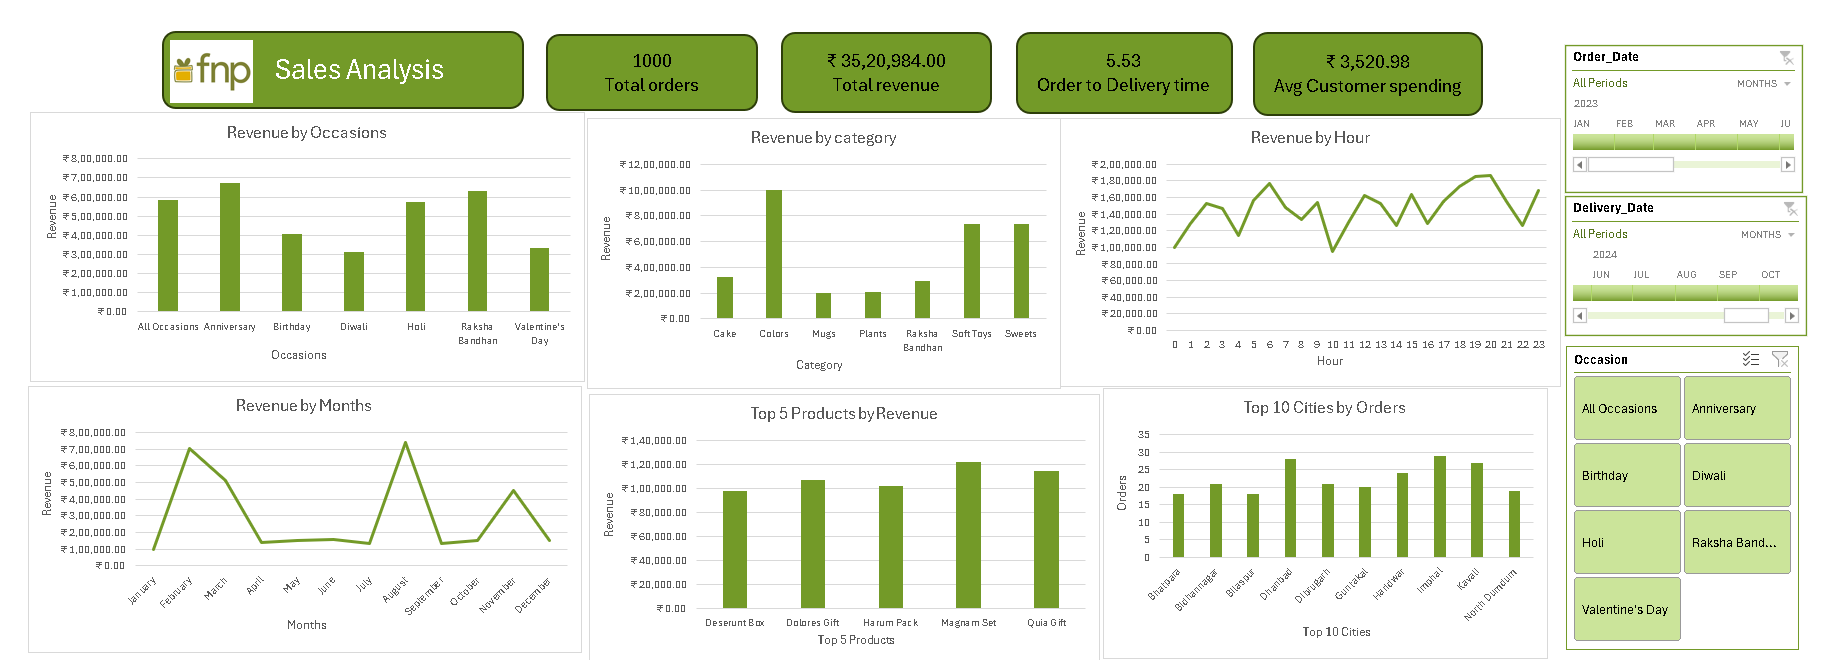 fnp
Sales Analysis
1000
Total orders
₹ 35,20,984.00
Total revenue
5.53
Order to Delivery time
₹ 3,520.98
Avg Customer spending
Order_Date
All Periods
MONTHS
2023
JAN FEB MAR APR MAY JU
Delivery_Date
All Periods
MONTHS
2024
JUN JUL AUG SEP OCT
Occasion
All Occasions
Anniversary
Birthday
Diwali
Holi
Raksha Band...
Valentine's Day
Revenue by Occasions
₹8,00,000.00
₹7,00,000.00
₹6,00,000.00
₹5,00,000.00
₹4,00,000.00
₹3,00,000.00
₹2,00,000.00
₹1,00,000.00
₹0.00
Revenue
All Occasions Anniversary Birthday Diwali Holi Raksha Bandhan Valentine's Day
Occasions
Revenue by category
₹12,00,000.00
₹10,00,000.00
₹8,00,000.00
₹6,00,000.00
₹4,00,000.00
₹2,00,000.00
₹0.00
Revenue
Cake Colors Mugs Plants Raksha Bandhan Soft Toys Sweets
Category
Revenue by Hour
₹2,00,000.00
₹1,80,000.00
₹1,60,000.00
₹1,40,000.00
₹1,20,000.00
₹1,00,000.00
₹80,000.00
₹60,000.00
₹40,000.00
₹20,000.00
₹0.00
Revenue
0 1 2 3 4 5 6 7 8 9 10 11 12 13 14 15 16 17 18 19 20 21 22 23
Hour
Revenue by Months
₹8,00,000.00
₹7,00,000.00
₹6,00,000.00
₹5,00,000.00
₹4,00,000.00
₹3,00,000.00
₹2,00,000.00
₹1,00,000.00
₹0.00
Revenue
January February March April May June July August September October November December
Months
Top 5 Products by Revenue
₹1,40,000.00
₹1,20,000.00
₹1,00,000.00
₹80,000.00
₹60,000.00
₹40,000.00
₹20,000.00
₹0.00
Revenue
Deserunt Box Dolores Gift Harum Pack Magnam Set Quia Gift
Top 5 Products
Top 10 Cities by Orders
35
30
25
20
15
10
5
0
Orders
Bhatpara Bidhannagar Bilaspur Dhanbad Dibrugarh Guntakal Haridwar Imphal Kavali North Dumdum
Top 10 Cities